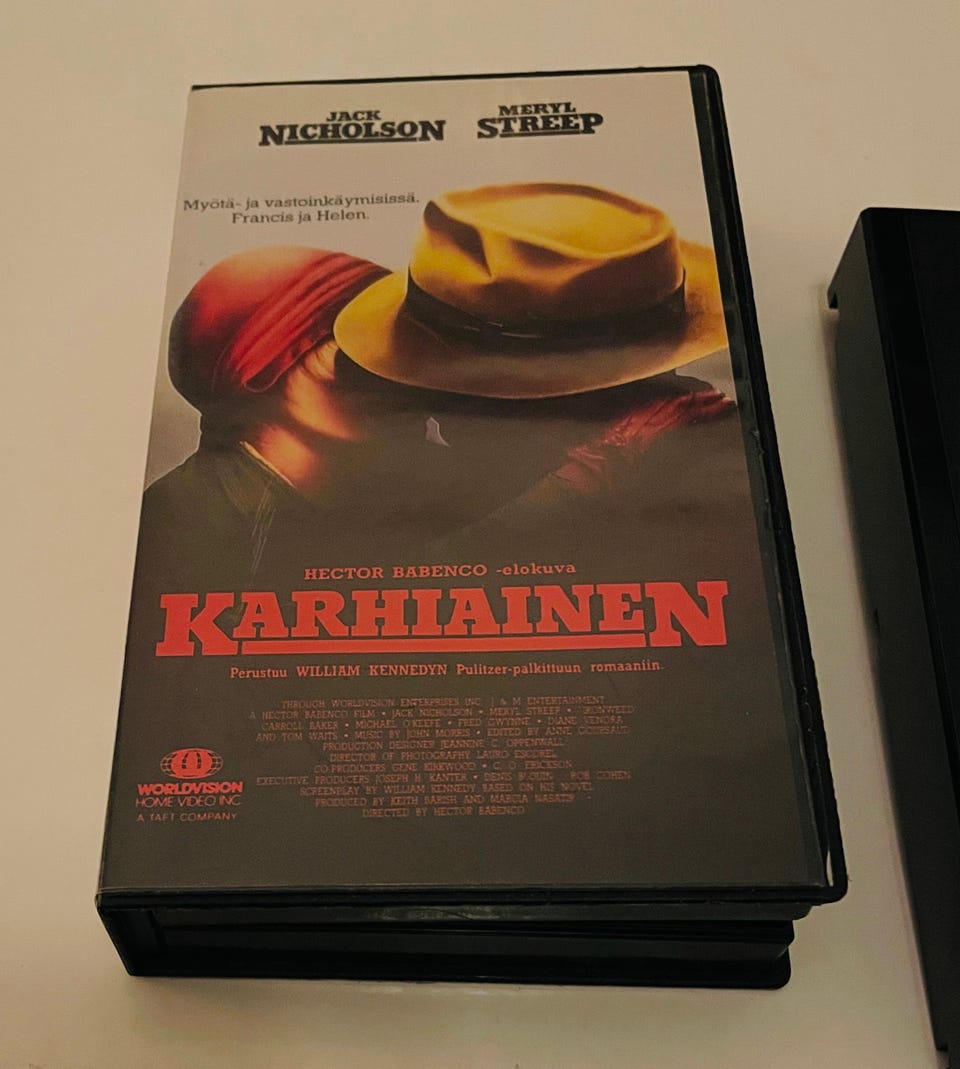 JACK
NICHOLSON
MERYL
STREEP
Myötä- ja vastoinkäymisissä.
Francis ja Helen.
HECTOR BABENCO -elokuva
KARHIAINEN
Perustuu WILLIAM KENNEDYN Pulitzer-palkittuun romaaniin.
THROUGH WORLDVISION ENTERPRISES INC. J & M ENTERTAINMENT
A HECTOR BABENCO FILM • JACK NICHOLSON • MERYL STREEP • IRONWEED
CARROLL BAKER • MICHAEL O'KEEFE • FRED GWYNNE • DIANE VENORA
AND TOM WAITS • MUSIC BY JOHN MORRIS • EDITED BY ANNE GOURSAUD
PRODUCTION DESIGNER JEANNINE C. OPPEWALL
DIRECTOR OF PHOTOGRAPHY LAURO ESCOREL
CO-PRODUCERS GENE KIRKWOOD • C. O. ERICKSON
EXECUTIVE PRODUCERS JOSEPH H. KANTER • DENIS BLOUIN ROB COHEN
SCREENPLAY BY WILLIAM KENNEDY BASED ON HIS NOVEL
PRODUCED BY KEITH BARISH AND MARCIA NASATIR
DIRECTED BY HECTOR BABENCO
WORLDVISION
HOME VIDEO INC
A TAFT COMPANY